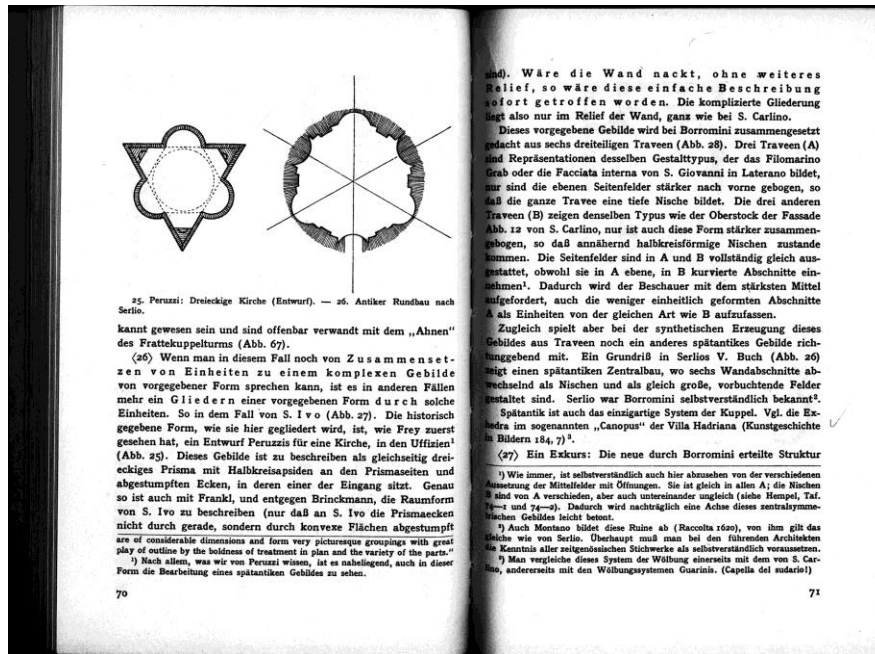 25. Peruzzi: Dreieckige Kirche (Entwurf). — 26. Antiker Rundbau nach
Serlio.
kannt gewesen sein und sind offenbar verwandt mit dem „Ahnen“
des Frattekuppelturms (Abb. 67).
⟨26⟩ Wenn man in diesem Fall noch von Zusammenset-
zen von Einheiten zu einem komplexen Gebilde
von vorgegebener Form sprechen kann, ist es in anderen Fällen
mehr ein Gliedern einer vorgegebenen Form durch solche
Einheiten. So in dem Fall von S. Ivo (Abb. 27). Die historisch
gegebene Form, wie sie hier gegliedert wird, ist, wie Frey zuerst
gesehen hat, ein Entwurf Peruzzis für eine Kirche, in den Uffizien¹
(Abb. 25). Dieses Gebilde ist zu beschreiben als gleichseitig drei-
eckiges Prisma mit Halbkreisapsiden an den Prismaseiten und
abgestumpften Ecken, in deren einer der Eingang sitzt. Genau
so ist auch mit Frankl, und entgegen Brinckmann, die Raumform
von S. Ivo zu beschreiben (nur daß an S. Ivo die Prismaecken
nicht durch gerade, sondern durch konvexe Flächen abgestumpft
are of considerable dimensions and form very picturesque groupings with great
play of outline by the boldness of treatment in plan and the variety of the parts.“
¹) Nach allem, was wir von Peruzzi wissen, ist es naheliegend, auch in dieser
Form die Bearbeitung eines spätantiken Gebildes zu sehen.
70
sind). Wäre die Wand nackt, ohne weiteres
Relief, so wäre diese einfache Beschreibung
sofort getroffen worden. Die komplizierte Gliederung
liegt also nur im Relief der Wand, ganz wie bei S. Carlino.
Dieses vorgegebene Gebilde wird bei Borromini zusammengesetzt
gedacht aus sechs dreiteiligen Traveen (Abb. 28). Drei Traveen (A)
sind Repräsentationen desselben Gestalttypus, der das Filomarino
Grab oder die Facciata interna von S. Giovanni in Laterano bildet,
nur sind die ebenen Seitenfelder stärker nach vorne gebogen, so
daß die ganze Travee eine tiefe Nische bildet. Die drei anderen
Traveen (B) zeigen denselben Typus wie der Oberstock der Fassade
Abb. 12 von S. Carlino, nur ist auch diese Form stärker zusammen-
gebogen, so daß annähernd halbkreisförmige Nischen zustande
kommen. Die Seitenfelder sind in A und B vollständig gleich aus-
gestattet, obwohl sie in A ebene, in B kurvierte Abschnitte ein-
nehmen¹. Dadurch wird der Beschauer mit dem stärksten Mittel
aufgefordert, auch die weniger einheitlich geformten Abschnitte
A als Einheiten von der gleichen Art wie B aufzufassen.
Zugleich spielt aber bei der synthetischen Erzeugung dieses
Gebildes aus Traveen noch ein anderes spätantikes Gebilde rich-
tunggebend mit. Ein Grundriß in Serlios V. Buch (Abb. 26)
zeigt einen spätantiken Zentralbau, wo sechs Wandabschnitte ab-
wechselnd als Nischen und als gleich große, vorbuchtende Felder
gestaltet sind. Serlio war Borromini selbstverständlich bekannt².
Spätantik ist auch das einzigartige System der Kuppel. Vgl. die Ex-
hedra im sogenannten „Canopus“ der Villa Hadriana (Kunstgeschichte
in Bildern 184, 7)³.
⟨27⟩ Ein Exkurs: Die neue durch Borromini erteilte Struktur
¹) Wie immer, ist selbstverständlich auch hier abzusehen von der verschiedenen
Aussetzung der Mittelfelder mit Öffnungen. Sie ist gleich in allen A; die Nischen
B sind von A verschieden, aber auch untereinander ungleich (siehe Hempel, Taf.
74—1 und 74—2). Dadurch wird nachträglich eine Achse dieses zentralsymme-
trischen Gebildes leicht betont.
²) Auch Montano bildet diese Ruine ab (Raccolta 1620), von ihm gilt das
gleiche wie von Serlio. Überhaupt muß man bei den führenden Architekten
die Kenntnis aller zeitgenössischen Stichwerke als selbstverständlich voraussetzen.
³) Man vergleiche dieses System der Wölbung einerseits mit dem von S. Car-
lino, andererseits mit den Wölbungssystemen Guarinis. (Capella del sudario!)
71